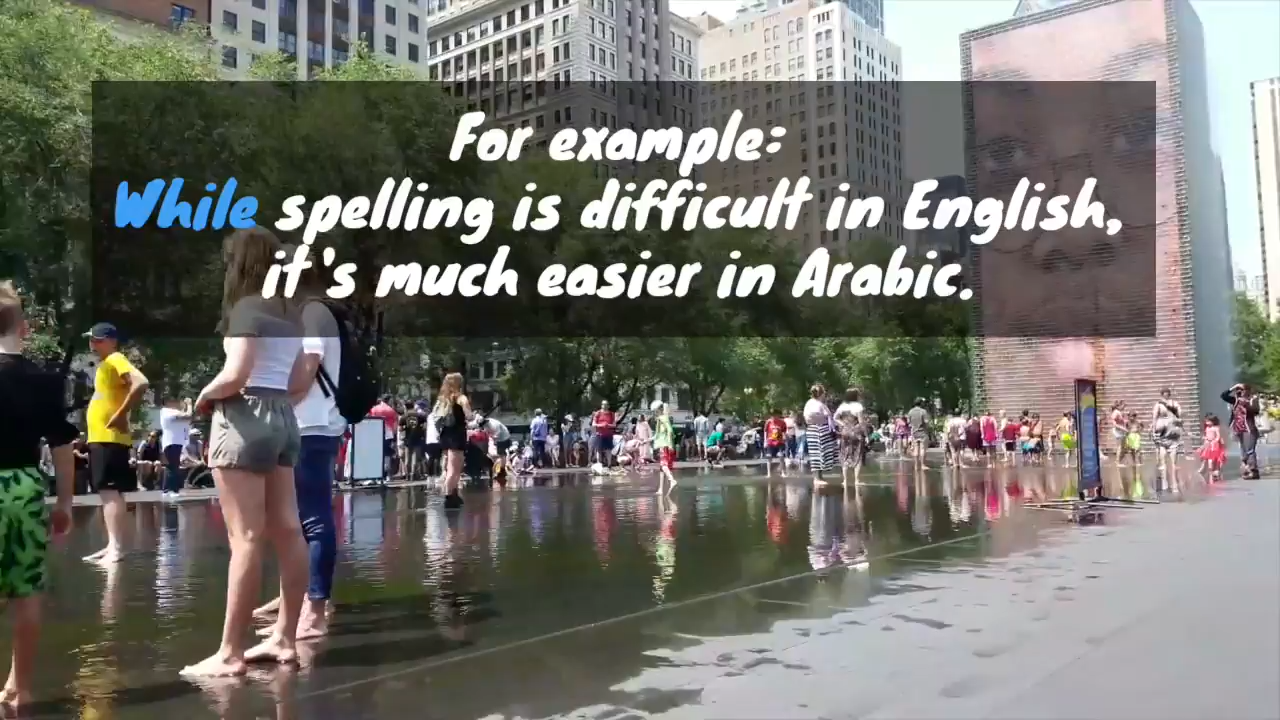 For example:
While spelling is difficult in English,
it's much easier in Arabic.